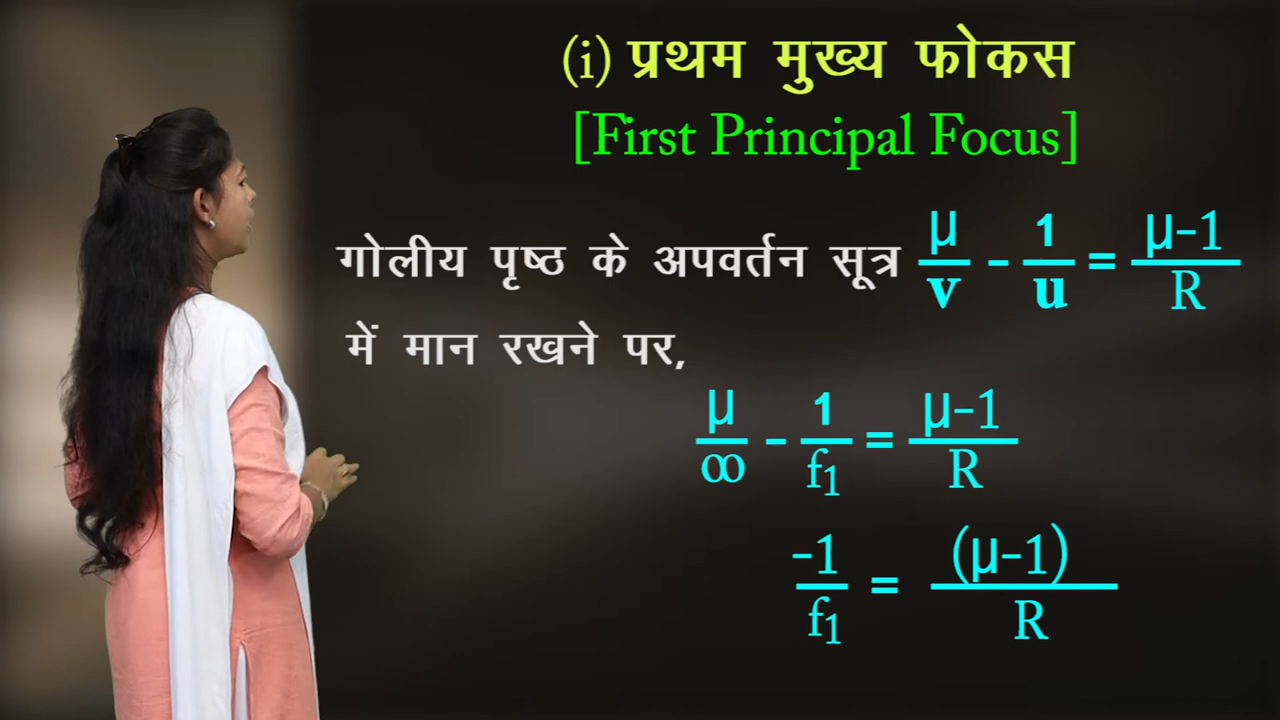 (i) प्रथम मुख्य फोकस
[First Principal Focus]
गोलीय पृष्ठ के अपवर्तन सूत्र μ/v - 1/u = μ-1/R
में मान रखने पर,
μ/∞ - 1/f₁ = μ-1/R
-1/f₁ = (μ-1)/R